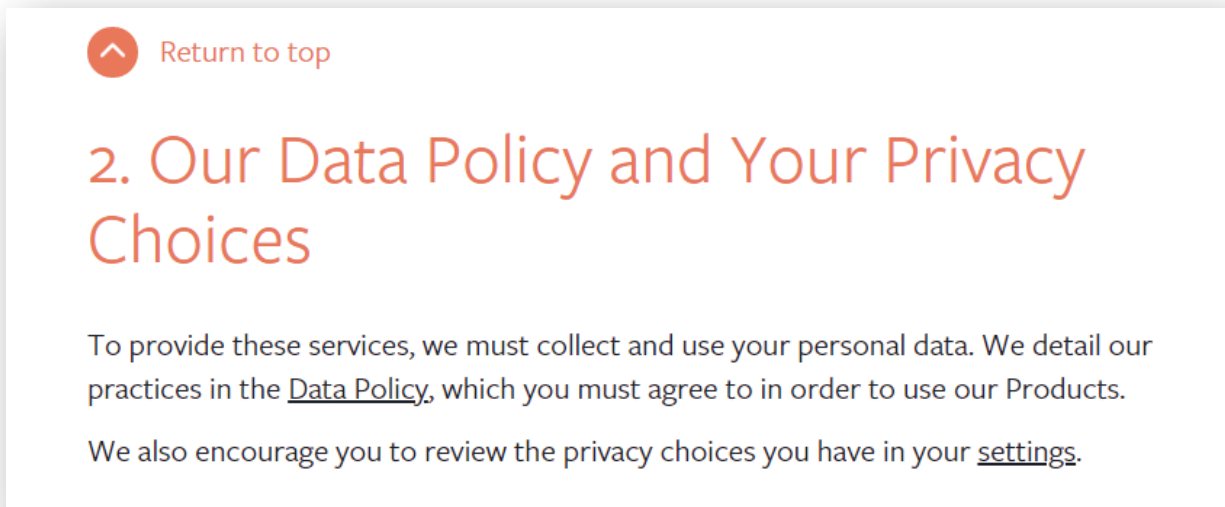 Return to top
2. Our Data Policy and Your Privacy
Choices
To provide these services, we must collect and use your personal data. We detail our
practices in the Data Policy, which you must agree to in order to use our Products.
We also encourage you to review the privacy choices you have in your settings.